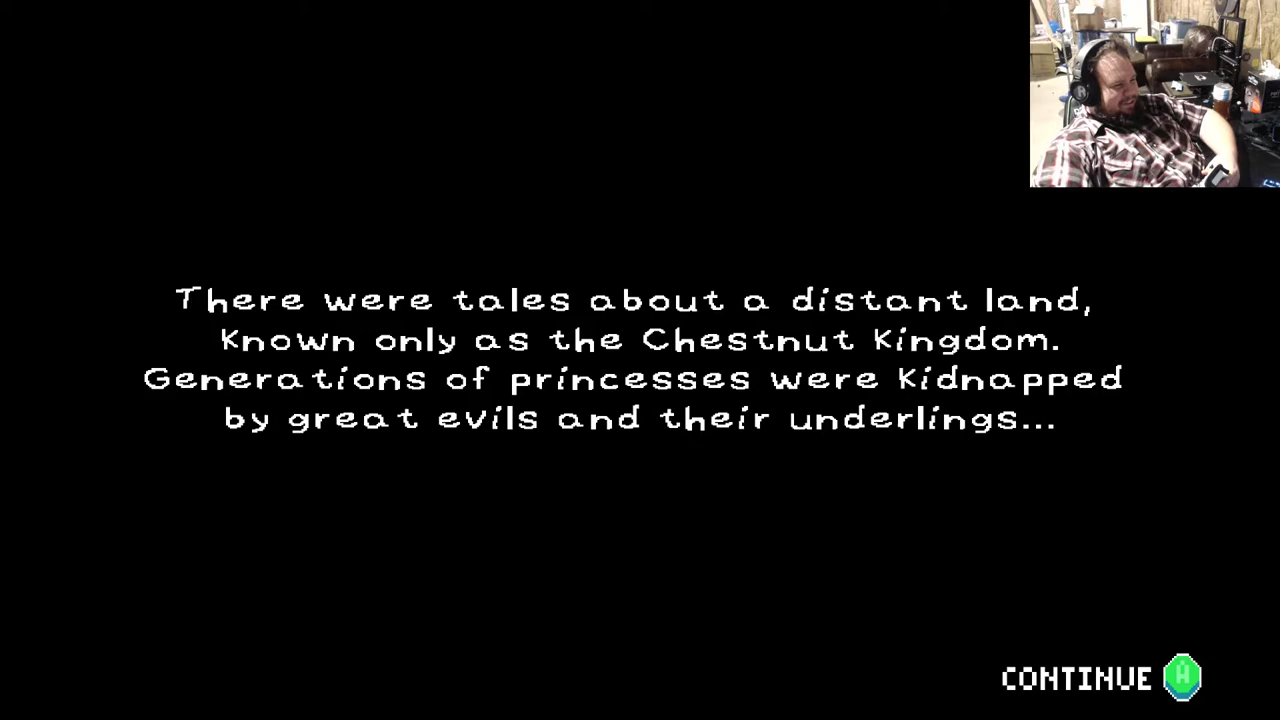 There were tales about a distant land,
known only as the Chestnut Kingdom.
Generations of princesses were kidnapped
by great evils and their underlings...
CONTINUE A